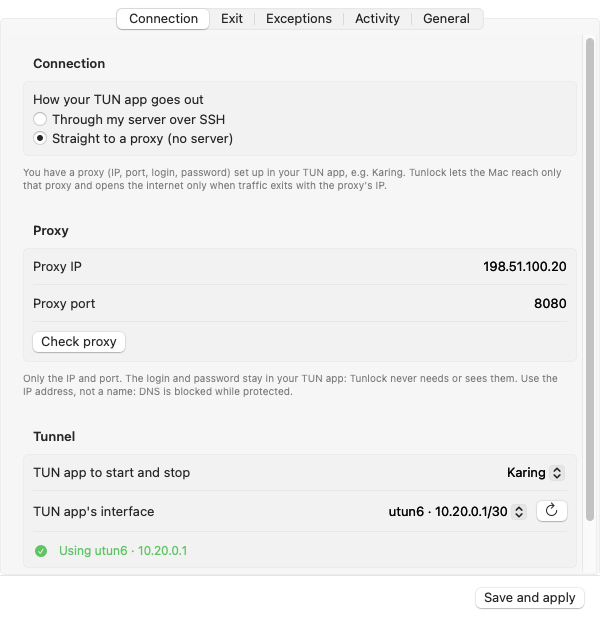 Connection Exit Exceptions Activity General
Connection
How your TUN app goes out
Through my server over SSH
Straight to a proxy (no server)
You have a proxy (IP, port, login, password) set up in your TUN app, e.g. Karing. Tunlock lets the Mac reach only
that proxy and opens the internet only when traffic exits with the proxy's IP.
Proxy
Proxy IP 198.51.100.20
Proxy port 8080
Check proxy
Only the IP and port. The login and password stay in your TUN app: Tunlock never needs or sees them. Use the
IP address, not a name: DNS is blocked while protected.
Tunnel
TUN app to start and stop Karing
TUN app's interface utun6 · 10.20.0.1/30
Using utun6 · 10.20.0.1
Save and apply